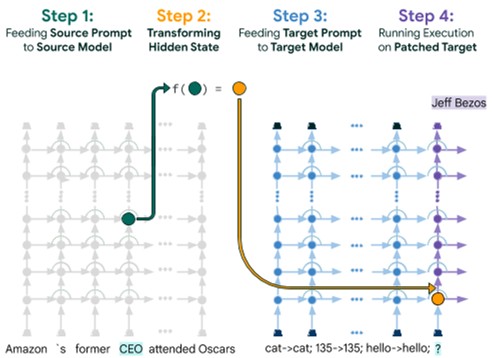 Step 1:
Feeding Source Prompt
to Source Model
Step 2:
Transforming
Hidden State
Step 3:
Feeding Target Prompt
to Target Model
Step 4:
Running Execution
on Patched Target
f( ) =
Jeff Bezos
Amazon `s former CEO attended Oscars
cat->cat; 135->135; hello->hello; ?